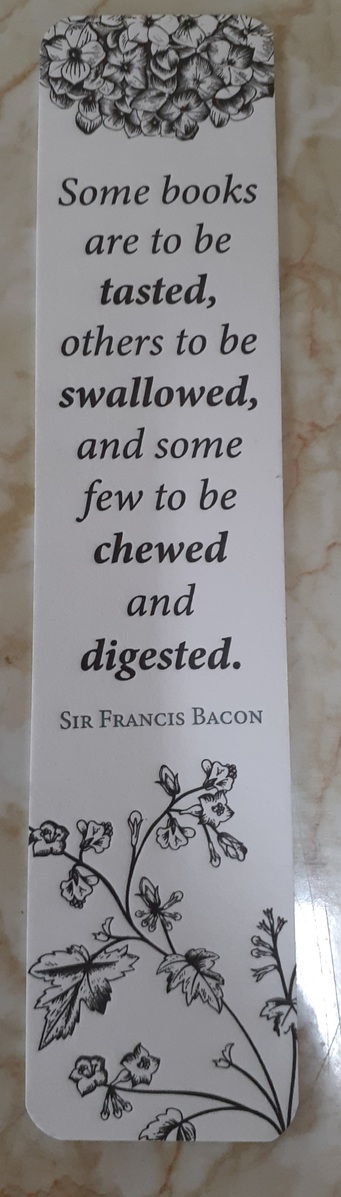 Some books
are to be
tasted,
others to be
swallowed,
and some
few to be
chewed
and
digested.
SIR FRANCIS BACON